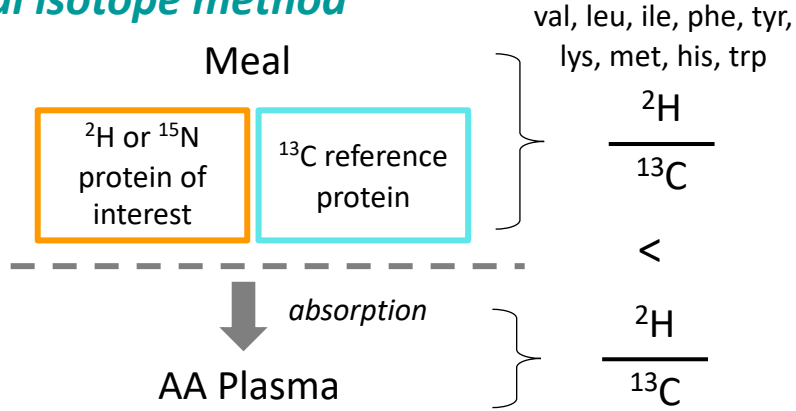 isotope method
val, leu, ile, phe, tyr,
lys, met, his, trp
Meal
²H or ¹⁵N
protein of
interest
¹³C reference
protein
²H
¹³C
<
absorption
AA Plasma
²H
¹³C